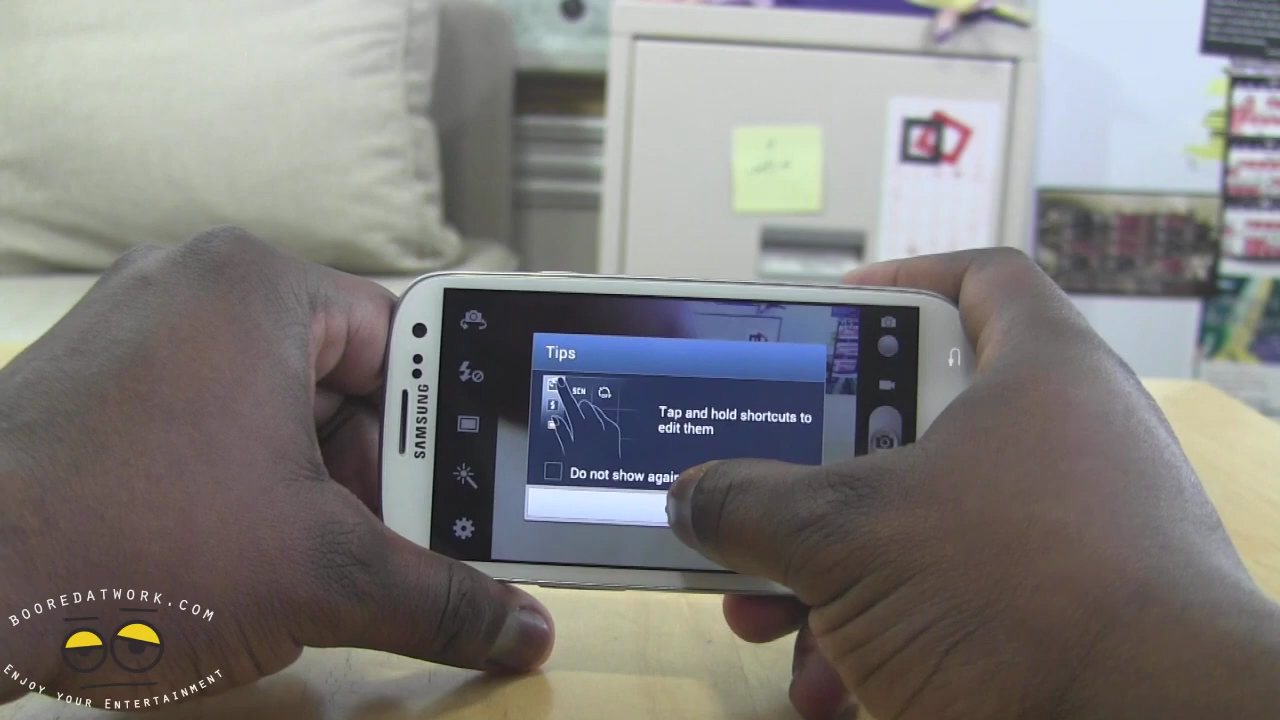 Tips
SCN
OFF
Tap and hold shortcuts to
edit them
Do not show again
SAMSUNG
BOOREDATWORK.COM
ENJOY YOUR ENTERTAINMENT